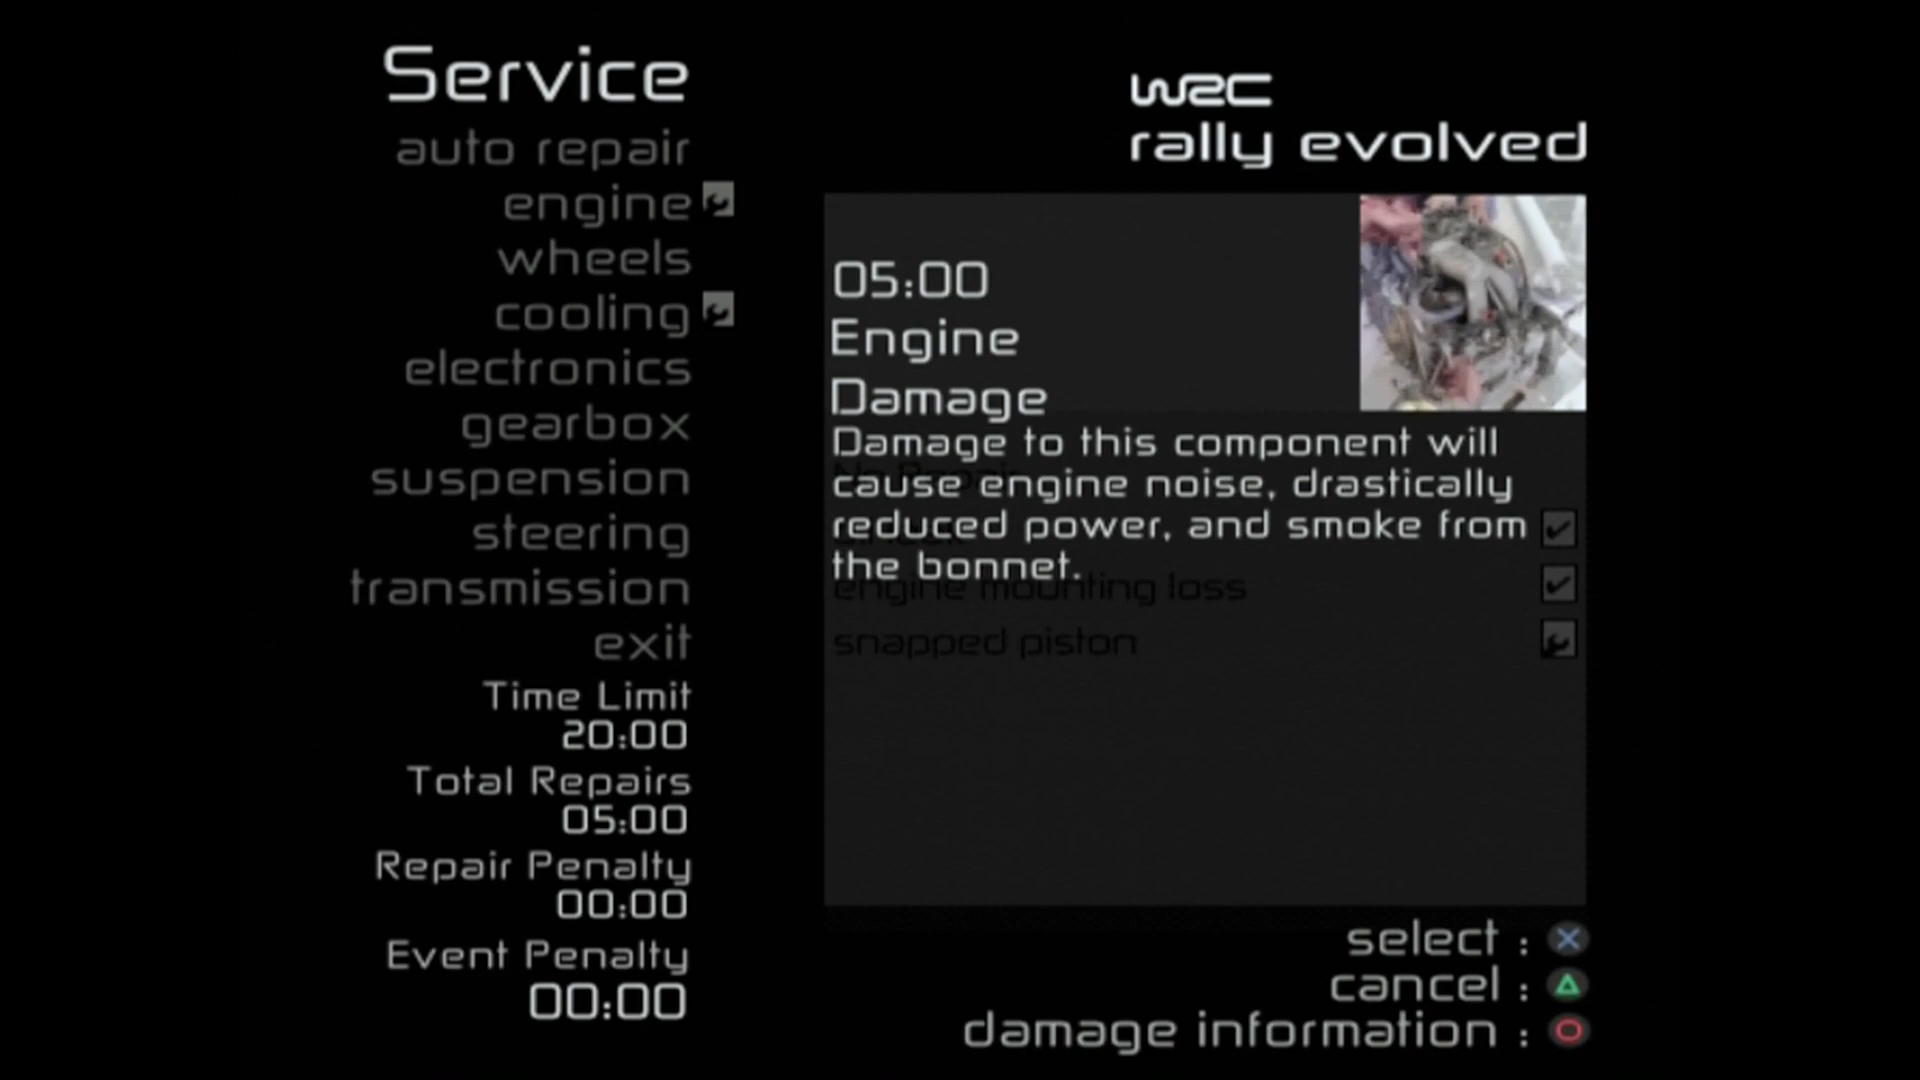 Service
auto repair
engine
wheels
cooling
electronics
gearbox
suspension
steering
transmission
exit
Time Limit
20:00
Total Repairs
05:00
Repair Penalty
00:00
Event Penalty
00:00
WRC
rally evolved
05:00
Engine
Damage
Damage to this component will
cause engine noise, drastically
reduced power, and smoke from
the bonnet.
No Repair
engine mounting loss
snapped piston
select :
cancel :
damage information :